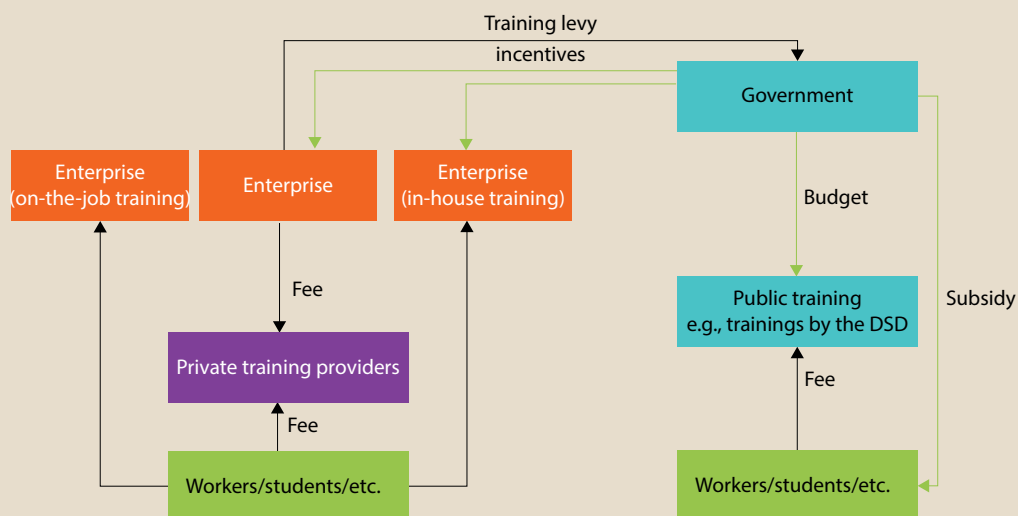 Training levy
incentives
Government
Enterprise
(on-the-job training)
Enterprise
Enterprise
(in-house training)
Budget
Fee
Public training
e.g., trainings by the DSD
Subsidy
Private training providers
Fee
Fee
Workers/students/etc.
Workers/students/etc.